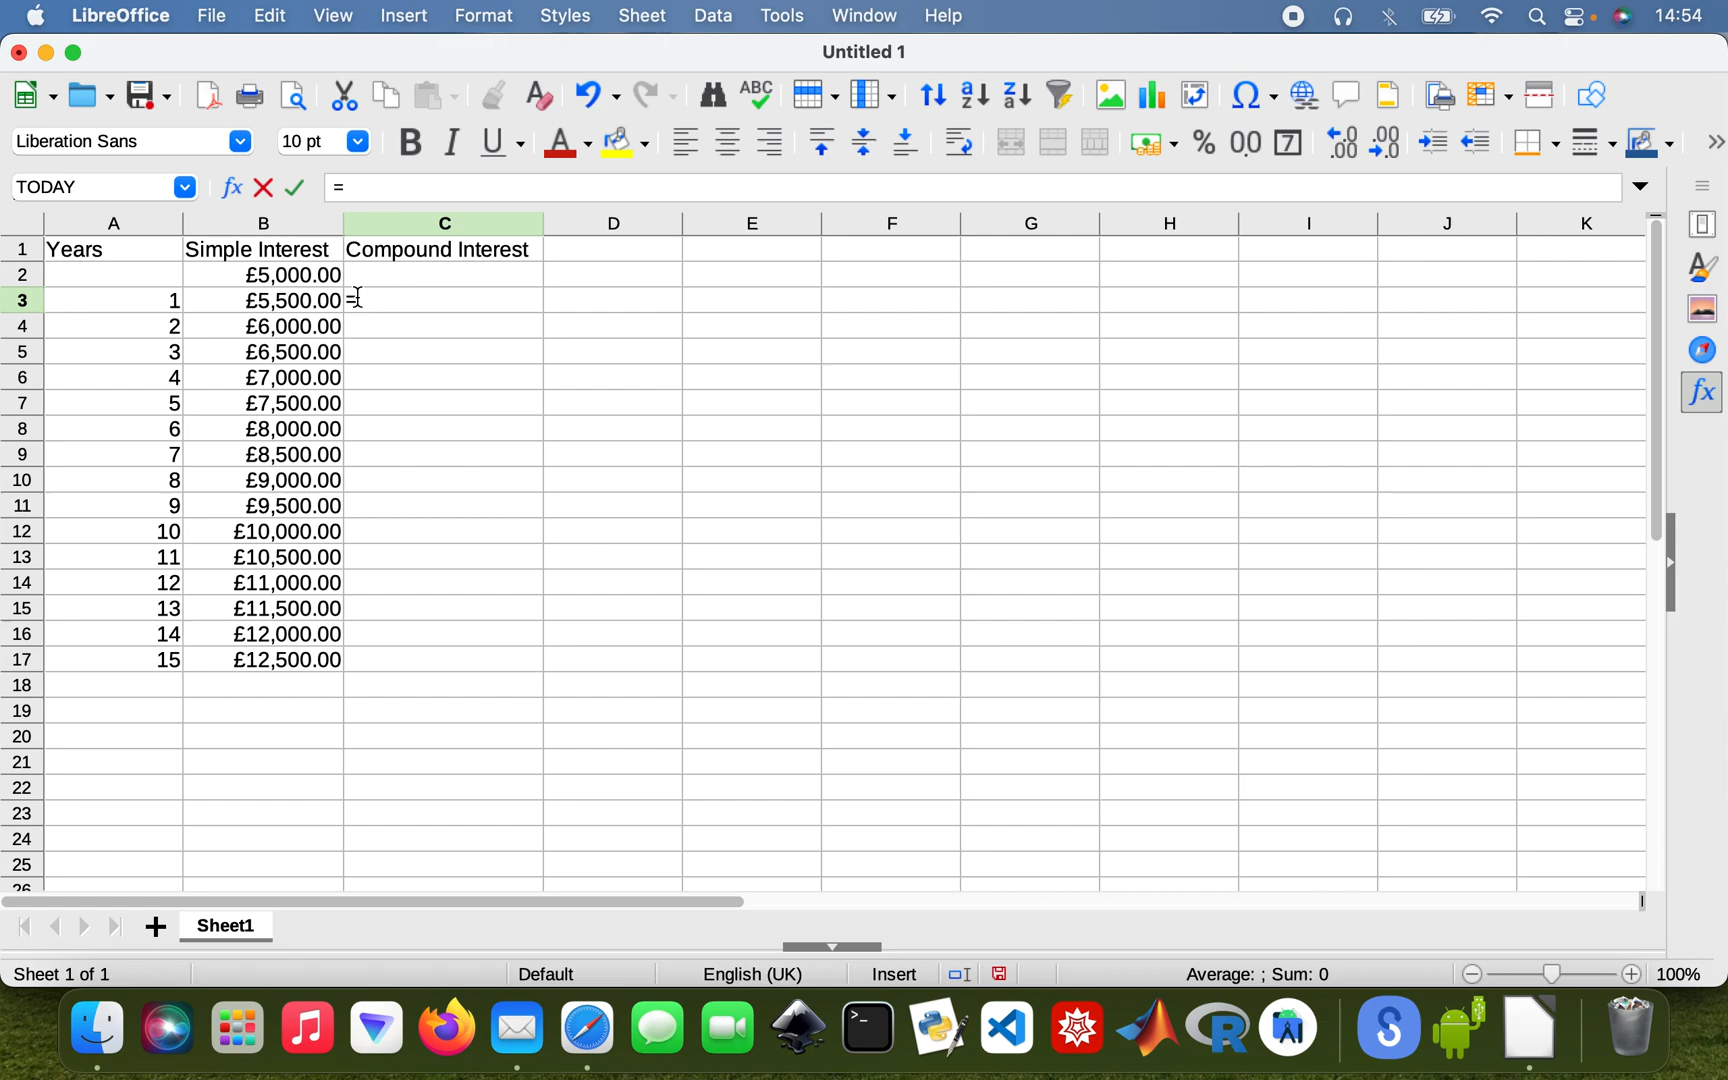 LibreOffice File Edit View Insert Format Styles Sheet Data Tools Window Help 14:54
Untitled 1
Liberation Sans 10 pt
TODAY fx =
A B C D E F G H I J K
1 Years Simple Interest Compound Interest
2 £5,000.00
3 1 £5,500.00 =
4 2 £6,000.00
5 3 £6,500.00
6 4 £7,000.00
7 5 £7,500.00
8 6 £8,000.00
9 7 £8,500.00
10 8 £9,000.00
11 9 £9,500.00
12 10 £10,000.00
13 11 £10,500.00
14 12 £11,000.00
15 13 £11,500.00
16 14 £12,000.00
17 15 £12,500.00
18
19
20
21
22
23
24
25
26
Sheet1
Sheet 1 of 1 Default English (UK) Insert Average: ; Sum: 0 100%